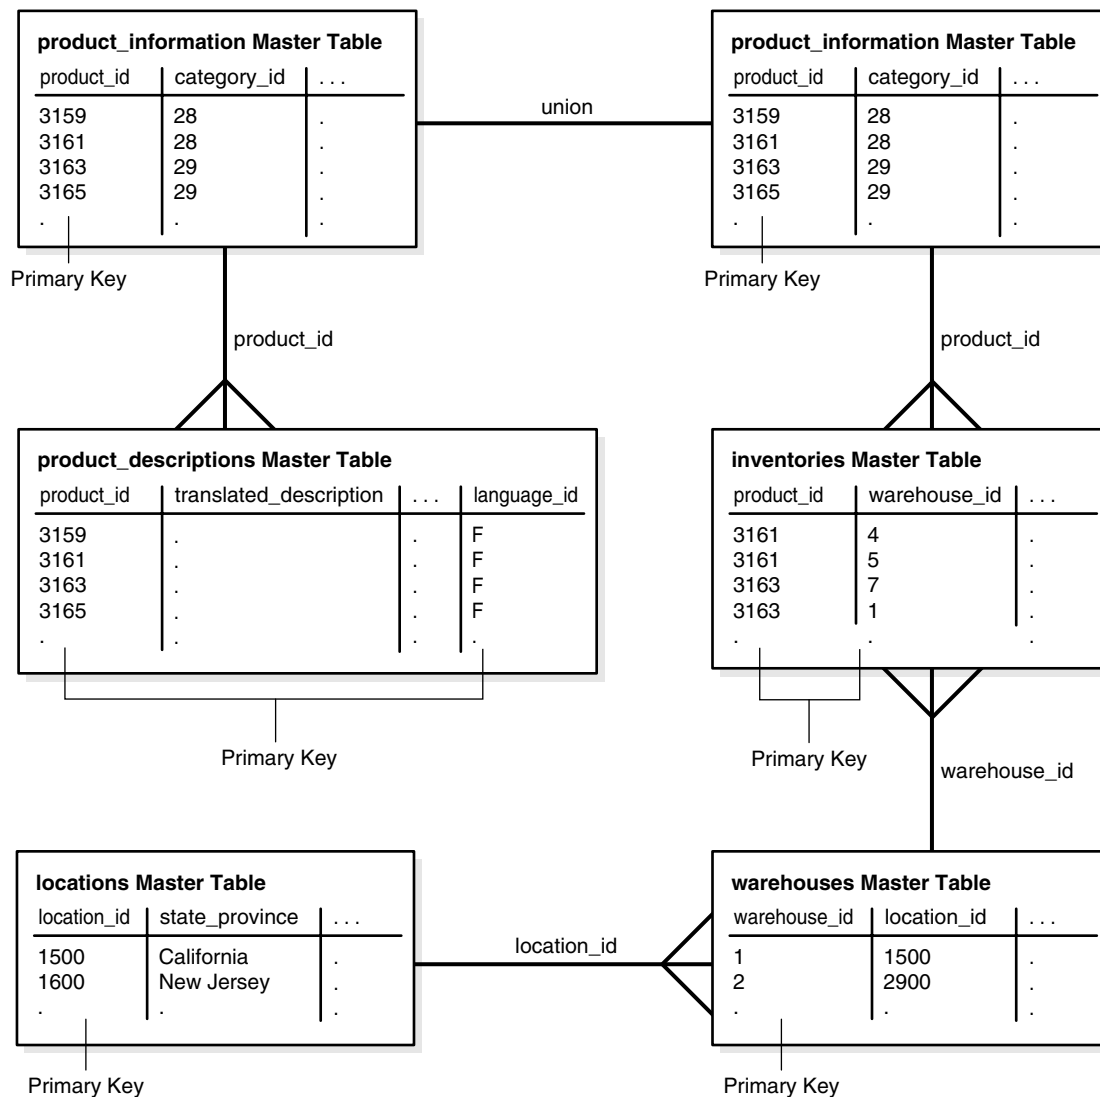 product_information Master Table
product_id category_id ...
3159 28 .
3161 28 .
3163 29 .
3165 29 .
. . .
Primary Key
union
product_information Master Table
product_id category_id ...
3159 28 .
3161 28 .
3163 29 .
3165 29 .
. . .
Primary Key
product_id
product_id
product_descriptions Master Table
product_id translated_description ... language_id
3159 . . F
3161 . . F
3163 . . F
3165 . . F
. . . .
Primary Key
inventories Master Table
product_id warehouse_id ...
3161 4 .
3161 5 .
3163 7 .
3163 1 .
. . .
Primary Key
warehouse_id
locations Master Table
location_id state_province ...
1500 California .
1600 New Jersey .
. . .
Primary Key
location_id
warehouses Master Table
warehouse_id location_id ...
1 1500 .
2 2900 .
. . .
Primary Key